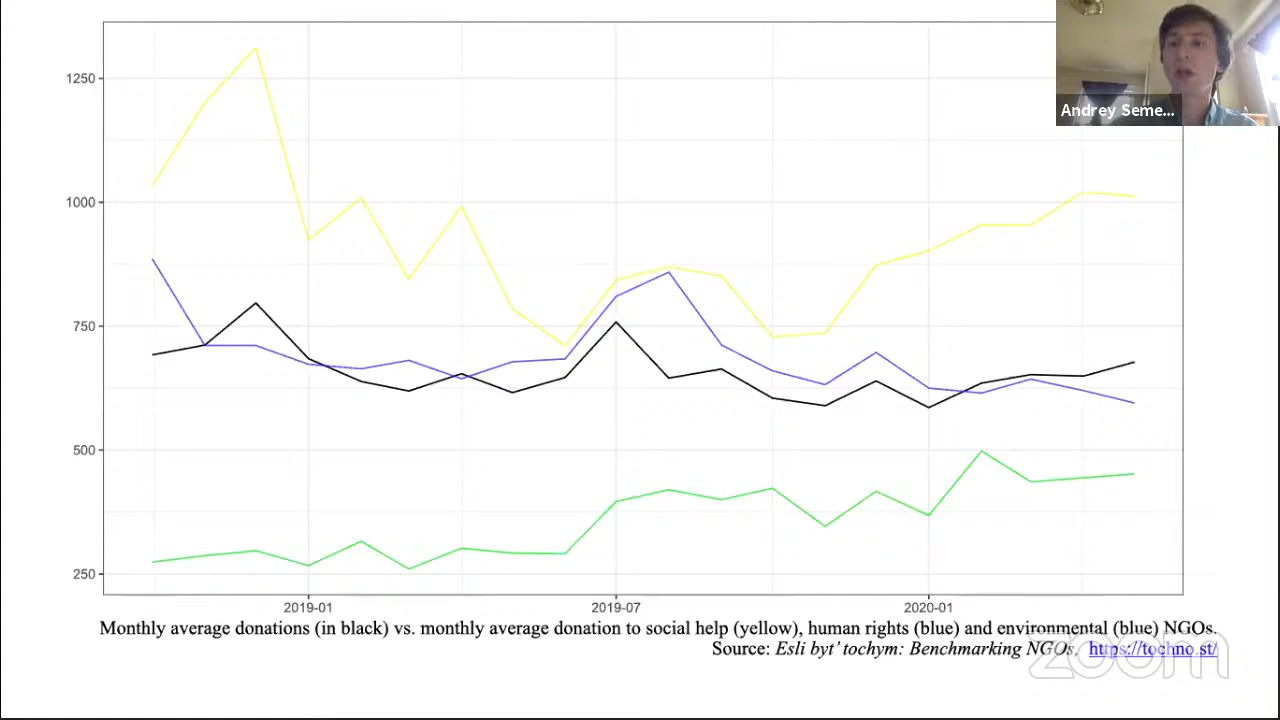 Andrey Seme...
1250
1000
750
500
250
2019-01
2019-07
2020-01
Monthly average donations (in black) vs. monthly average donation to social help (yellow), human rights (blue) and environmental (blue) NGOs.
Source: Esli byt’ tochym: Benchmarking NGOs, https://tochno.st/
zoom